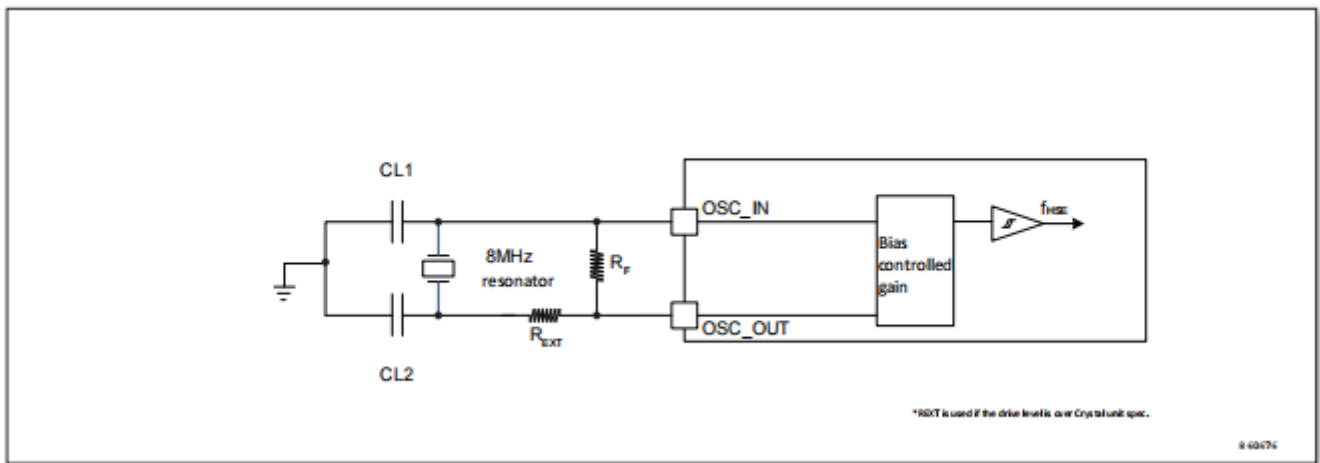 CL1
OSC_IN
fHSE
8MHz
resonator
RF
Bias
controlled
gain
REXT
OSC_OUT
CL2
*REXT is used if the drive level is over Crystal unit spec.